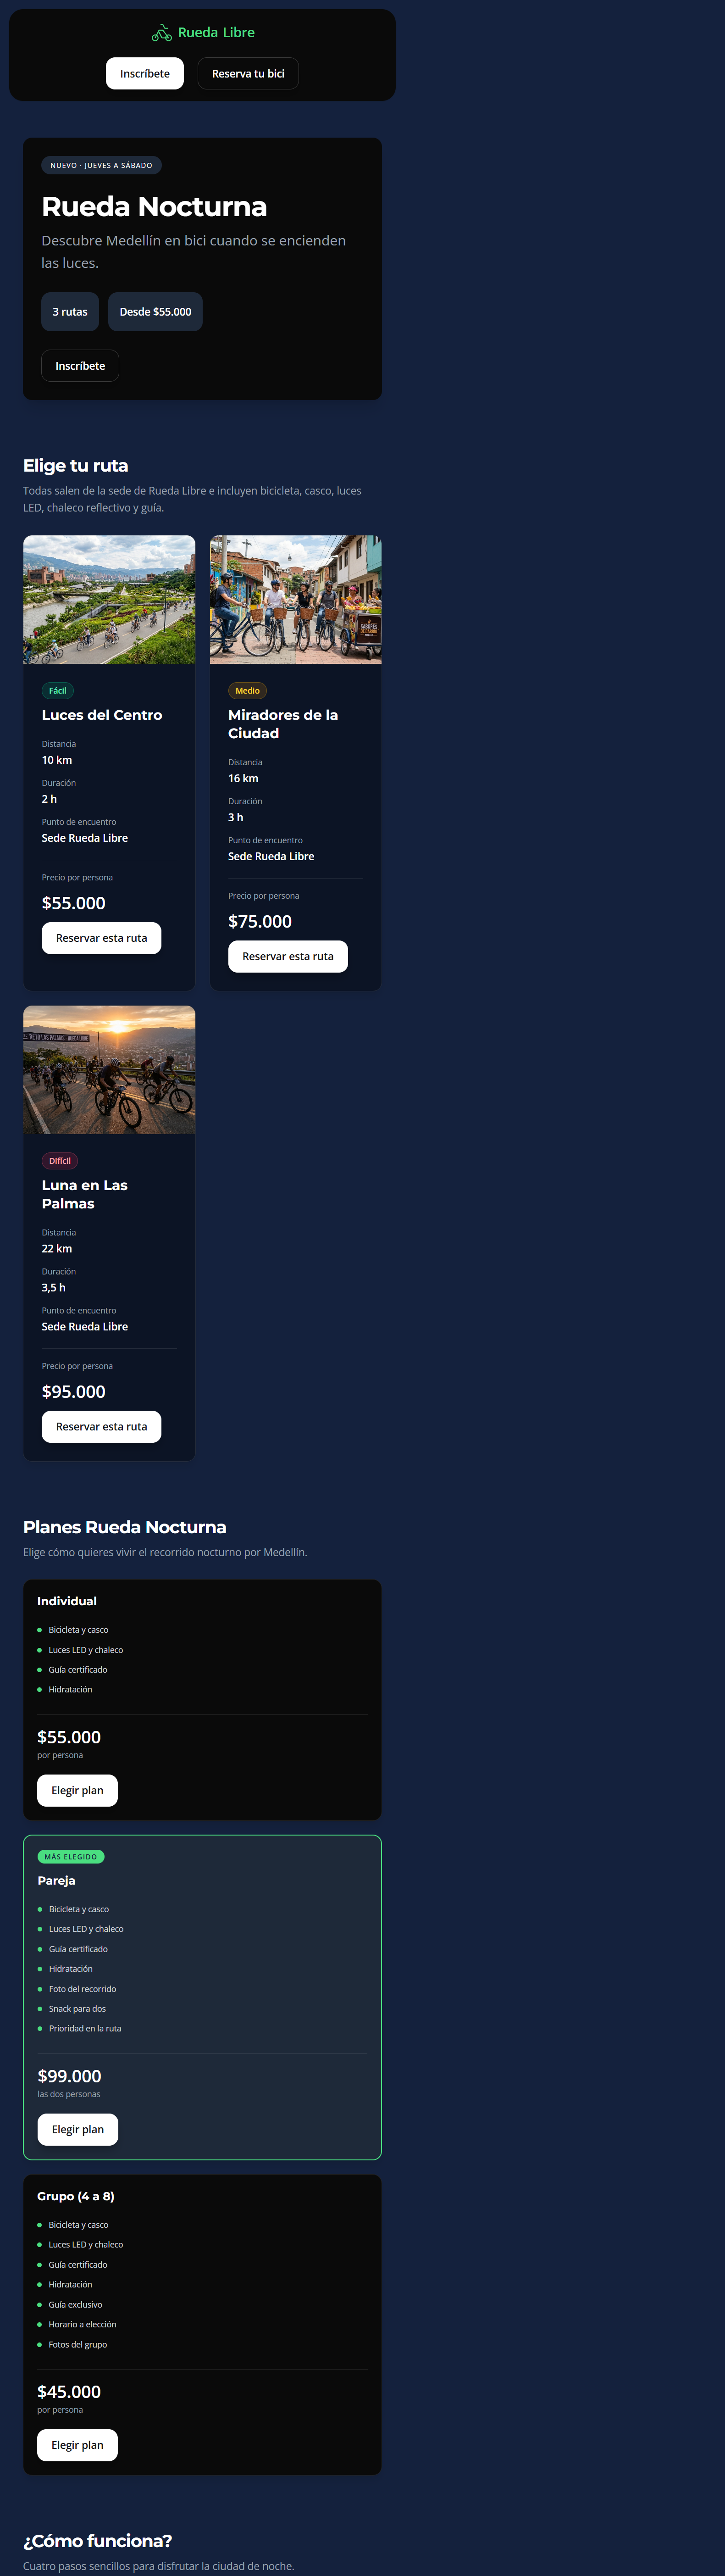 Rueda Libre
Inscríbete
Reserva tu bici
NUEVO · JUEVES A SÁBADO
Rueda Nocturna
Descubre Medellín en bici cuando se encienden
las luces.
3 rutas
Desde $55.000
Inscríbete
Elige tu ruta
Todas salen de la sede de Rueda Libre e incluyen bicicleta, casco, luces
LED, chaleco reflectivo y guía.
Fácil
Luces del Centro
Distancia
10 km
Duración
2 h
Punto de encuentro
Sede Rueda Libre
Precio por persona
$55.000
Reservar esta ruta
SABORES
Medio
Miradores de la
Ciudad
Distancia
16 km
Duración
3 h
Punto de encuentro
Sede Rueda Libre
Precio por persona
$75.000
Reservar esta ruta
ALTO LAS PALMAS - RUEDA LIBRE
Difícil
Luna en Las
Palmas
Distancia
22 km
Duración
3,5 h
Punto de encuentro
Sede Rueda Libre
Precio por persona
$95.000
Reservar esta ruta
Planes Rueda Nocturna
Elige cómo quieres vivir el recorrido nocturno por Medellín.
Individual
Bicicleta y casco
Luces LED y chaleco
Guía certificado
Hidratación
$55.000
por persona
Elegir plan
MÁS ELEGIDO
Pareja
Bicicleta y casco
Luces LED y chaleco
Guía certificado
Hidratación
Foto del recorrido
Snack para dos
Prioridad en la ruta
$99.000
las dos personas
Elegir plan
Grupo (4 a 8)
Bicicleta y casco
Luces LED y chaleco
Guía certificado
Hidratación
Guía exclusivo
Horario a elección
Fotos del grupo
$45.000
por persona
Elegir plan
¿Cómo funciona?
Cuatro pasos sencillos para disfrutar la ciudad de noche.